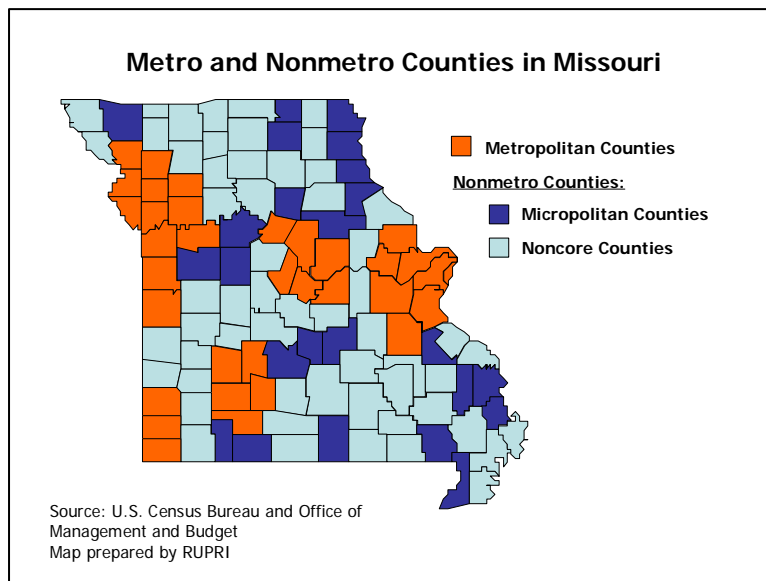 Metro and Nonmetro Counties in Missouri
Metropolitan Counties
Nonmetro Counties:
Micropolitan Counties
Noncore Counties
Source: U.S. Census Bureau and Office of
Management and Budget
Map prepared by RUPRI